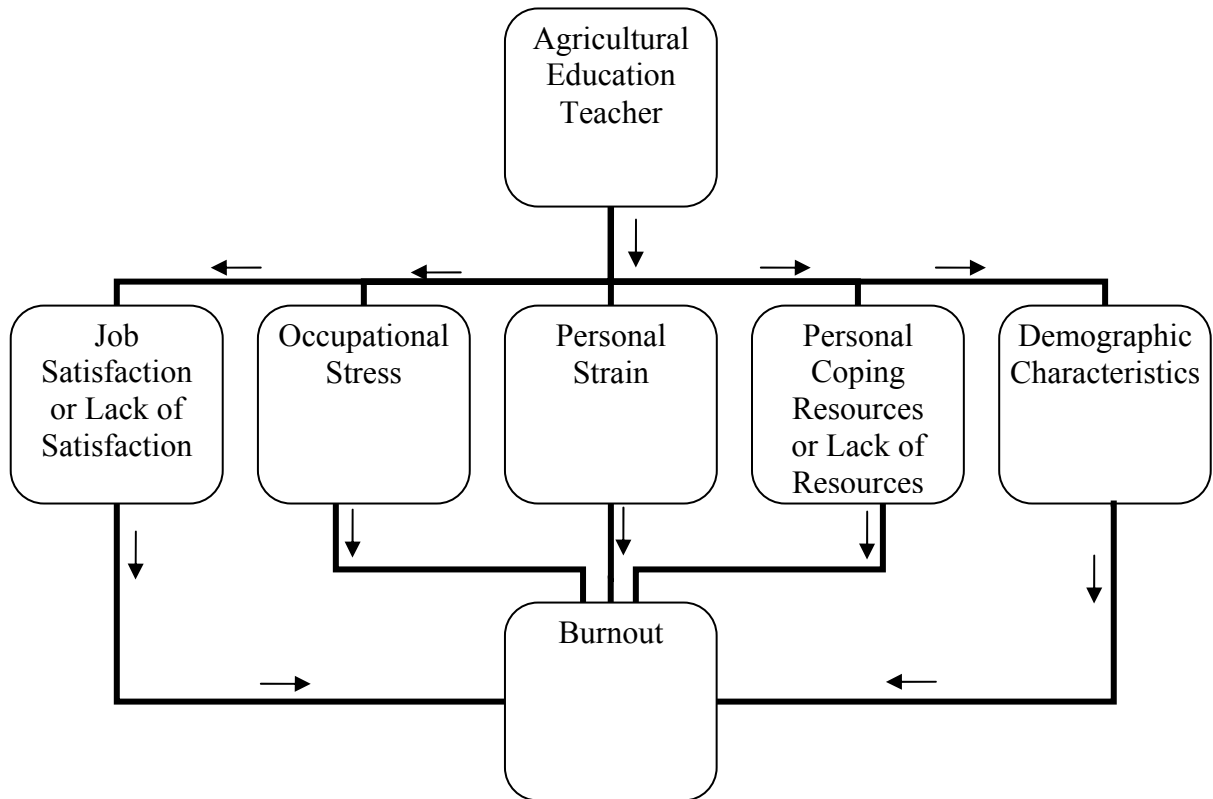 Agricultural
Education
Teacher
Job
Satisfaction
or Lack of
Satisfaction
Occupational
Stress
Personal
Strain
Personal
Coping
Resources
or Lack of
Resources
Demographic
Characteristics
Burnout